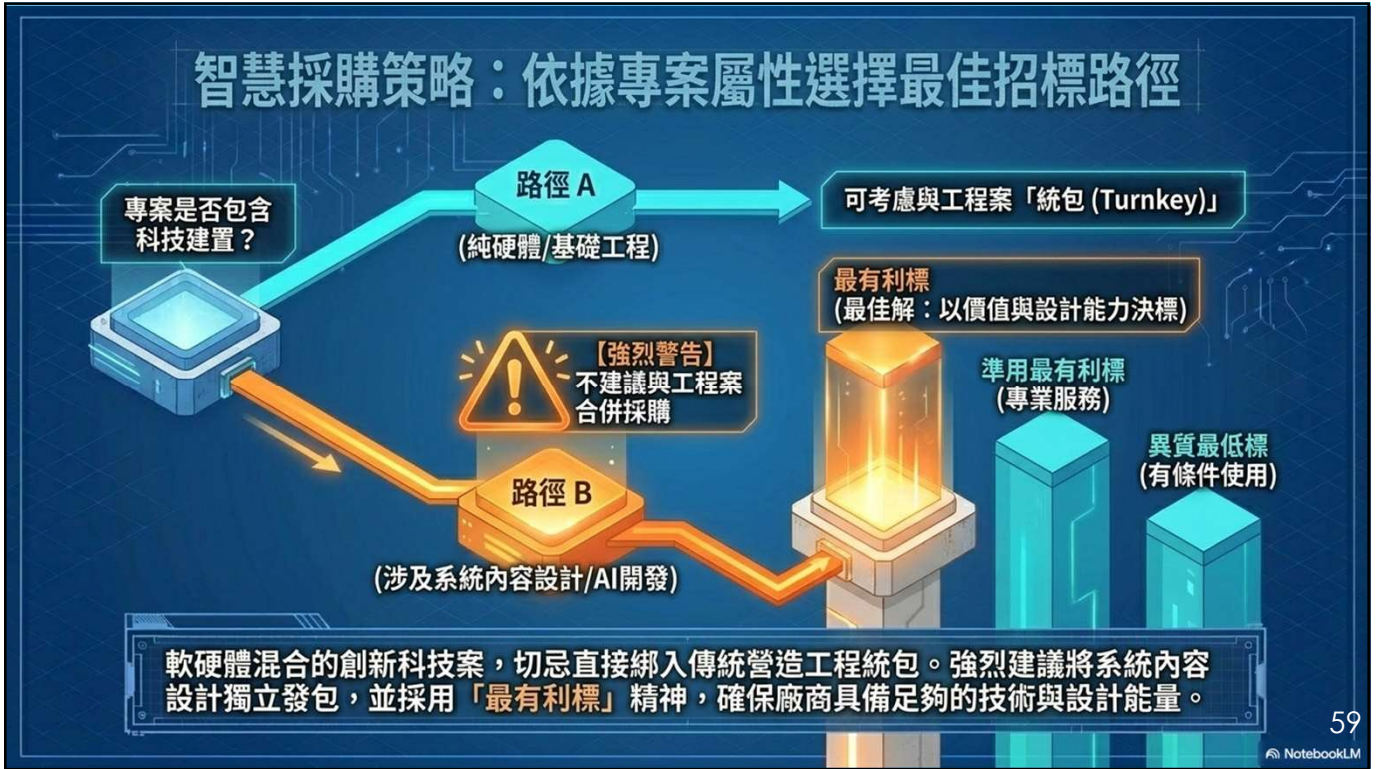 智慧採購策略：依據專案屬性選擇最佳招標路徑
專案是否包含
科技建置？
路徑 A
(純硬體/基礎工程)
可考慮與工程案「統包 (Turnkey)」
【強烈警告】
不建議與工程案
合併採購
路徑 B
(涉及系統內容設計/AI開發)
最有利標
(最佳解：以價值與設計能力決標)
準用最有利標
(專業服務)
異質最低標
(有條件使用)
軟硬體混合的創新科技案，切忌直接綁入傳統營造工程統包。強烈建議將系統內容
設計獨立發包，並採用「最有利標」精神，確保廠商具備足夠的技術與設計能量。
59
NotebookLM